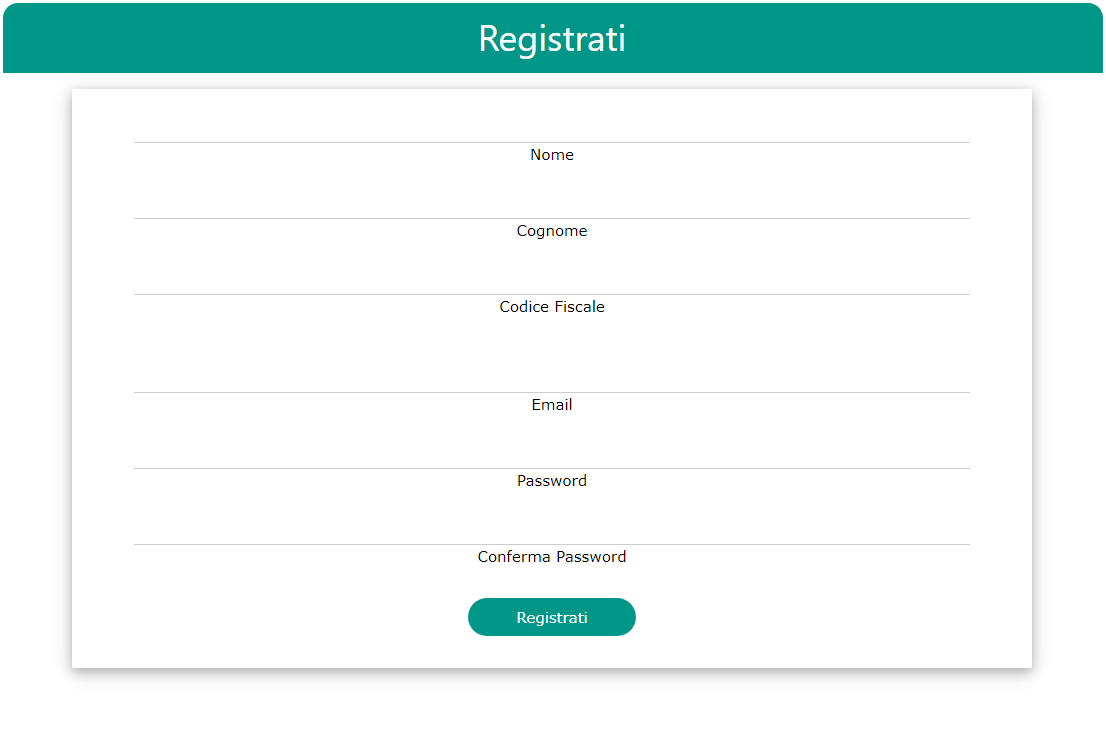 Registrati
Nome
Cognome
Codice Fiscale
Email
Password
Conferma Password
Registrati